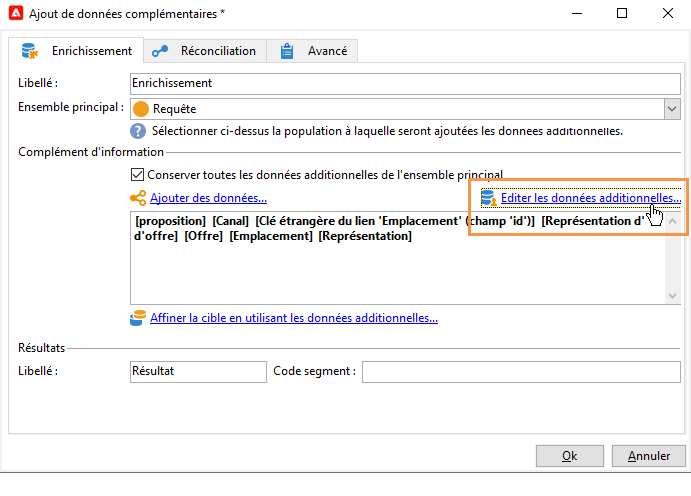 Ajout de données complémentaires *
Enrichissement Réconciliation Avancé
Libellé : Enrichissement
Ensemble principal : Requête
Sélectionner ci-dessus la population à laquelle seront ajoutées les données additionnelles.
Complément d'information
Conserver toutes les données additionnelles de l'ensemble principal
Ajouter des données... Editer les données additionnelles...
[proposition] [Canal] [Clé étrangère du lien 'Emplacement' (champ 'id')] [Représentation d'
d'offre] [Offre] [Emplacement] [Représentation]
Affiner la cible en utilisant les données additionnelles...
Résultats
Libellé : Résultat Code segment :
Ok Annuler